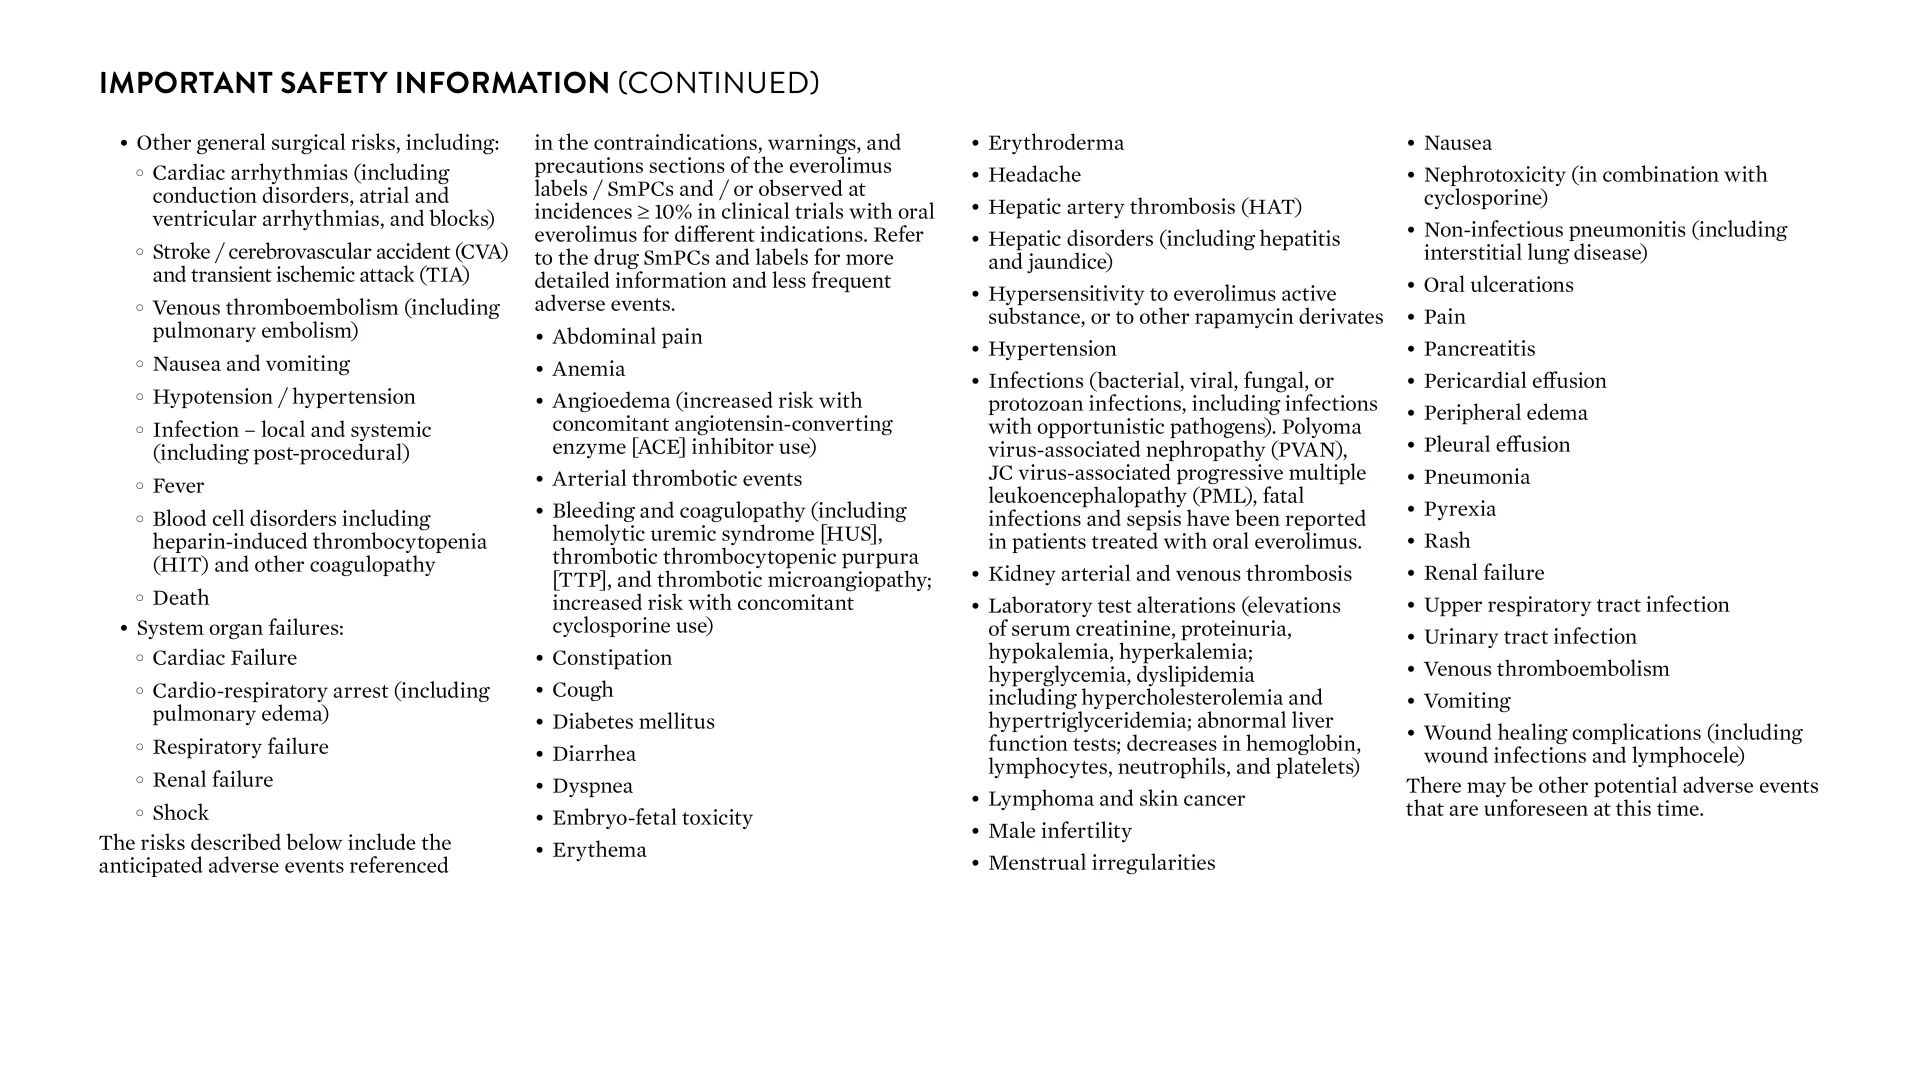 IMPORTANT SAFETY INFORMATION (CONTINUED)
• Other general surgical risks, including:
○ Cardiac arrhythmias (including
conduction disorders, atrial and
ventricular arrhythmias, and blocks)
○ Stroke / cerebrovascular accident (CVA)
and transient ischemic attack (TIA)
○ Venous thromboembolism (including
pulmonary embolism)
○ Nausea and vomiting
○ Hypotension / hypertension
○ Infection – local and systemic
(including post-procedural)
○ Fever
○ Blood cell disorders including
heparin-induced thrombocytopenia
(HIT) and other coagulopathy
○ Death
• System organ failures:
○ Cardiac Failure
○ Cardio-respiratory arrest (including
pulmonary edema)
○ Respiratory failure
○ Renal failure
○ Shock
The risks described below include the
anticipated adverse events referenced
in the contraindications, warnings, and
precautions sections of the everolimus
labels / SmPCs and / or observed at
incidences ≥ 10% in clinical trials with oral
everolimus for different indications. Refer
to the drug SmPCs and labels for more
detailed information and less frequent
adverse events.
• Abdominal pain
• Anemia
• Angioedema (increased risk with
concomitant angiotensin-converting
enzyme [ACE] inhibitor use)
• Arterial thrombotic events
• Bleeding and coagulopathy (including
hemolytic uremic syndrome [HUS],
thrombotic thrombocytopenic purpura
[TTP], and thrombotic microangiopathy;
increased risk with concomitant
cyclosporine use)
• Constipation
• Cough
• Diabetes mellitus
• Diarrhea
• Dyspnea
• Embryo-fetal toxicity
• Erythema
• Erythroderma
• Headache
• Hepatic artery thrombosis (HAT)
• Hepatic disorders (including hepatitis
and jaundice)
• Hypersensitivity to everolimus active
substance, or to other rapamycin derivates
• Hypertension
• Infections (bacterial, viral, fungal, or
protozoan infections, including infections
with opportunistic pathogens). Polyoma
virus-associated nephropathy (PVAN),
JC virus-associated progressive multiple
leukoencephalopathy (PML), fatal
infections and sepsis have been reported
in patients treated with oral everolimus.
• Kidney arterial and venous thrombosis
• Laboratory test alterations (elevations
of serum creatinine, proteinuria,
hypokalemia, hyperkalemia;
hyperglycemia, dyslipidemia
including hypercholesterolemia and
hypertriglyceridemia; abnormal liver
function tests; decreases in hemoglobin,
lymphocytes, neutrophils, and platelets)
• Lymphoma and skin cancer
• Male infertility
• Menstrual irregularities
• Nausea
• Nephrotoxicity (in combination with
cyclosporine)
• Non-infectious pneumonitis (including
interstitial lung disease)
• Oral ulcerations
• Pain
• Pancreatitis
• Pericardial effusion
• Peripheral edema
• Pleural effusion
• Pneumonia
• Pyrexia
• Rash
• Renal failure
• Upper respiratory tract infection
• Urinary tract infection
• Venous thromboembolism
• Vomiting
• Wound healing complications (including
wound infections and lymphocele)
There may be other potential adverse events
that are unforeseen at this time.